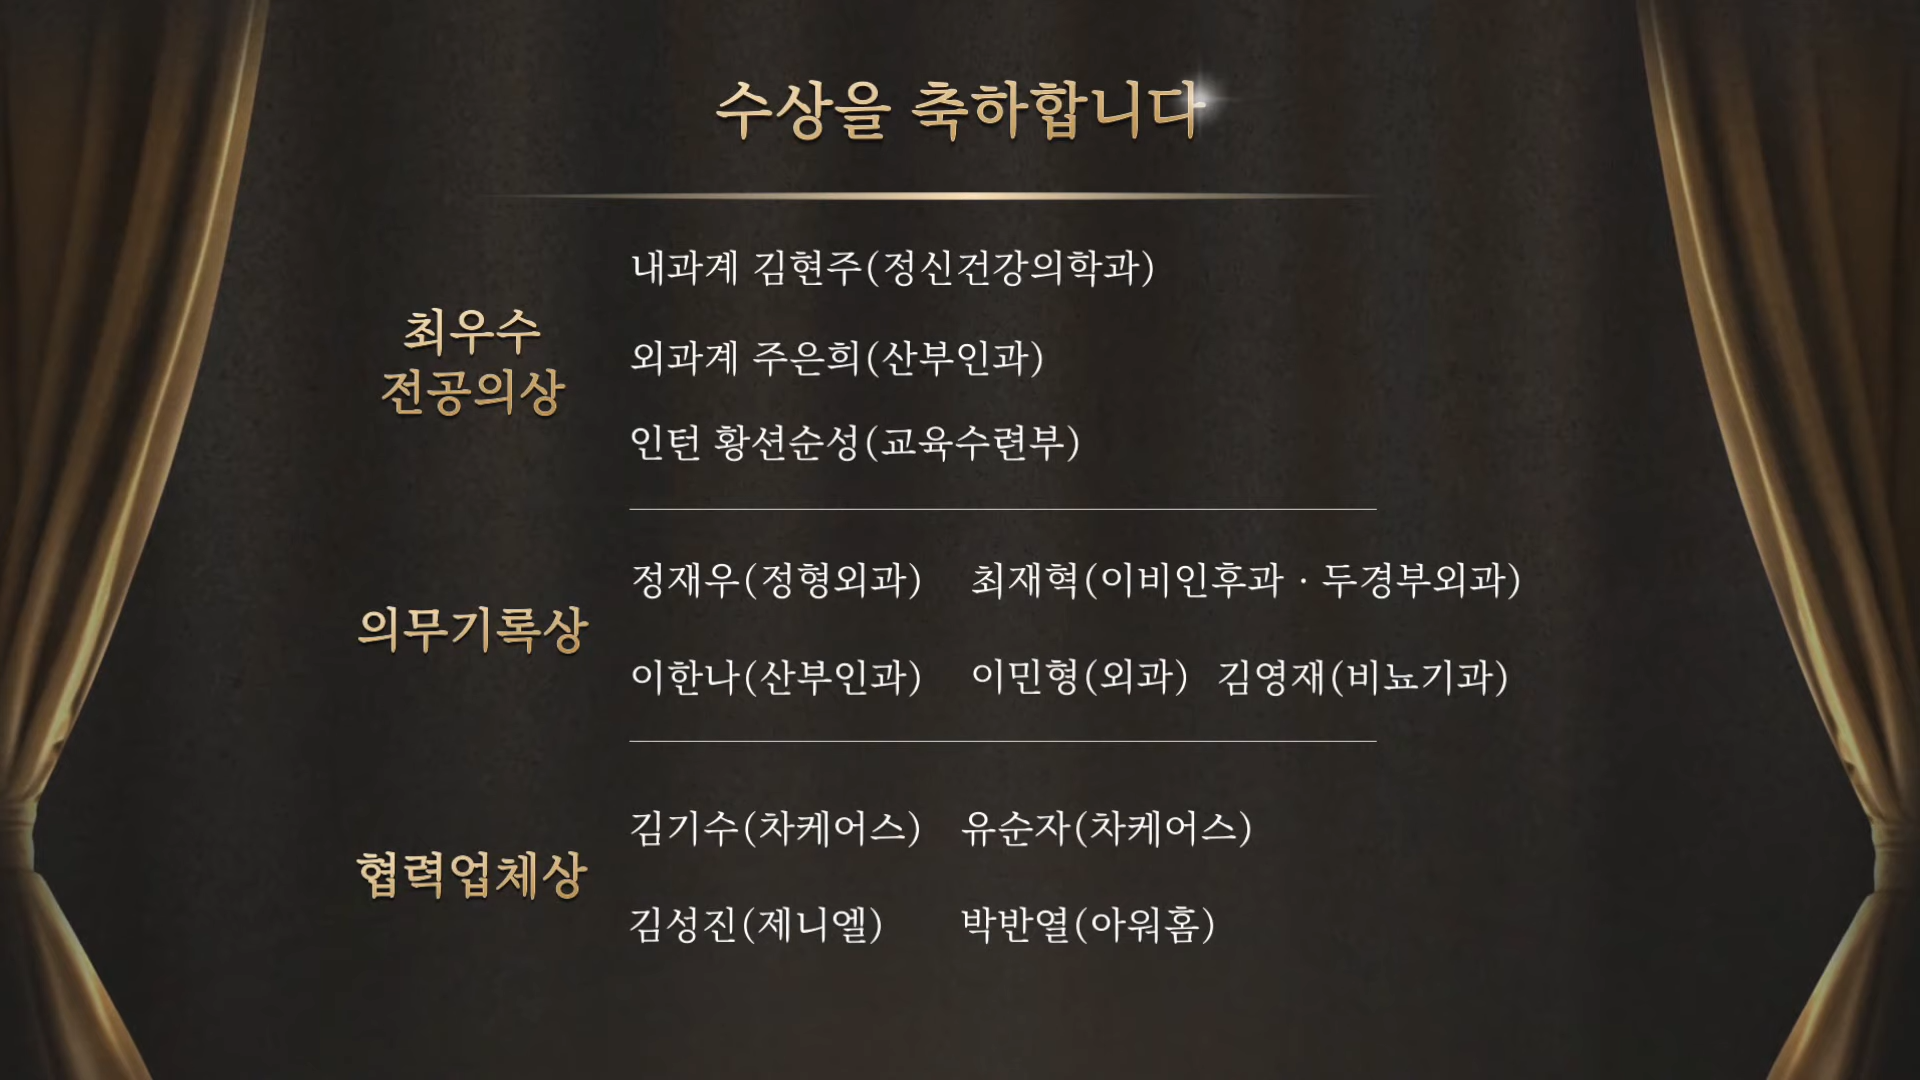 수상을 축하합니다
최우수
전공의상
내과계 김현주(정신건강의학과)
외과계 주은희(산부인과)
인턴 황션순성(교육수련부)
의무기록상
정재우(정형외과) 최재혁(이비인후과 · 두경부외과)
이한나(산부인과) 이민형(외과) 김영재(비뇨기과)
협력업체상
김기수(차케어스) 유순자(차케어스)
김성진(제니엘) 박반열(아워홈)